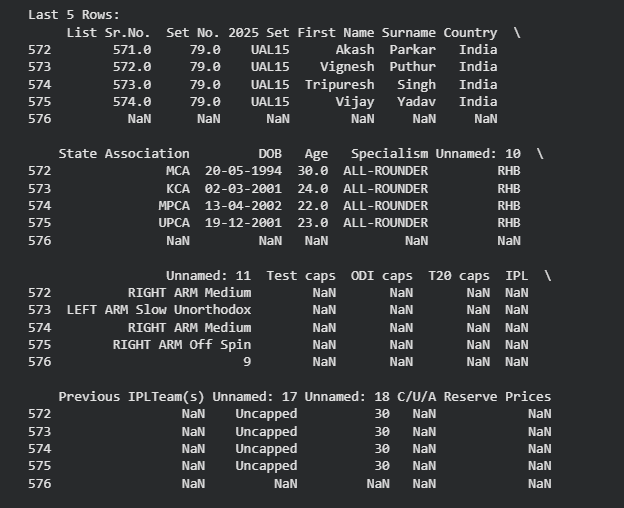 Last 5 Rows:
List Sr.No. Set No. 2025 Set First Name Surname Country \
572 571.0 79.0 UAL15 Akash Parkar India
573 572.0 79.0 UAL15 Vignesh Puthur India
574 573.0 79.0 UAL15 Tripuresh Singh India
575 574.0 79.0 UAL15 Vijay Yadav India
576 NaN NaN NaN NaN NaN NaN
State Association DOB Age Specialism Unnamed: 10 \
572 MCA 20-05-1994 30.0 ALL-ROUNDER RHB
573 KCA 02-03-2001 24.0 ALL-ROUNDER RHB
574 MPCA 13-04-2002 22.0 ALL-ROUNDER RHB
575 UPCA 19-12-2001 23.0 ALL-ROUNDER RHB
576 NaN NaN NaN NaN NaN
Unnamed: 11 Test caps ODI caps T20 caps IPL \
572 RIGHT ARM Medium NaN NaN NaN NaN
573 LEFT ARM Slow Unorthodox NaN NaN NaN NaN
574 RIGHT ARM Medium NaN NaN NaN NaN
575 RIGHT ARM Off Spin NaN NaN NaN NaN
576 9 NaN NaN NaN NaN
Previous IPLTeam(s) Unnamed: 17 Unnamed: 18 C/U/A Reserve Prices
572 NaN Uncapped 30 NaN NaN
573 NaN Uncapped 30 NaN NaN
574 NaN Uncapped 30 NaN NaN
575 NaN Uncapped 30 NaN NaN
576 NaN NaN NaN NaN NaN